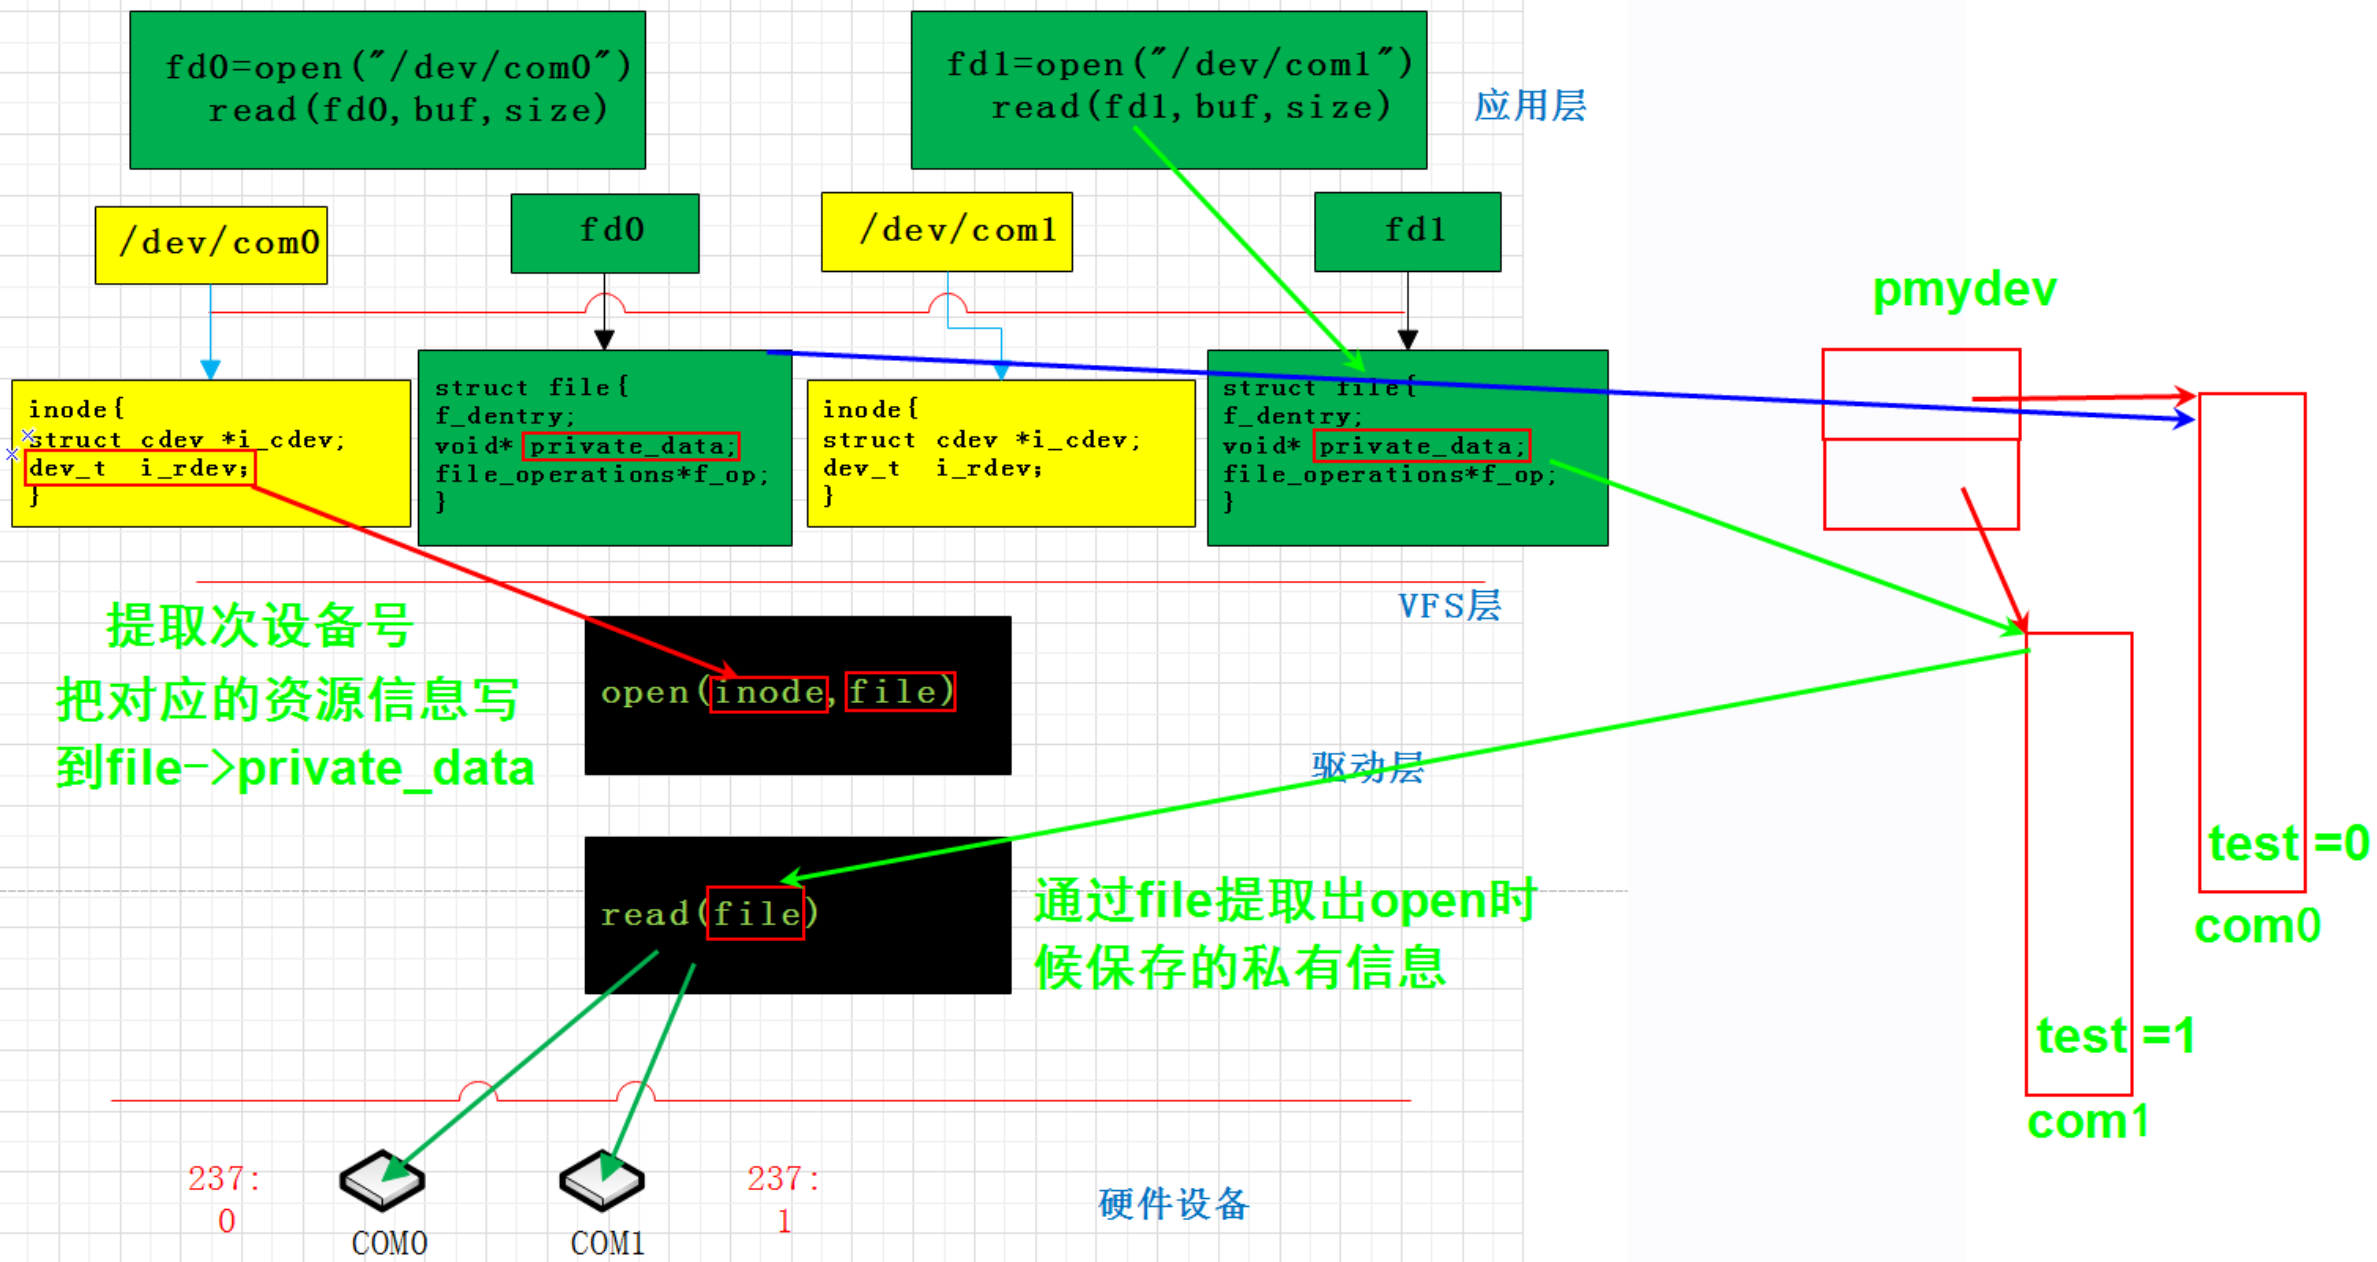 fd0=open("/dev/com0")
read(fd0,buf,size)
fd1=open("/dev/com1")
read(fd1,buf,size)
应用层
/dev/com0
fd0
/dev/com1
fd1
pmydev
inode{
struct cdev *i_cdev;
dev_t i_rdev;
}
struct file{
f_dentry;
void* private_data;
file_operations*f_op;
}
inode{
struct cdev *i_cdev;
dev_t i_rdev;
}
struct file{
f_dentry;
void* private_data;
file_operations*f_op;
}
VFS层
提取次设备号
把对应的资源信息写
到file->private_data
open(inode,file)
驱动层
read(file)
通过file提取出open时
候保存的私有信息
test =0
com0
test =1
com1
237:
0
COM0
COM1
237:
1
硬件设备